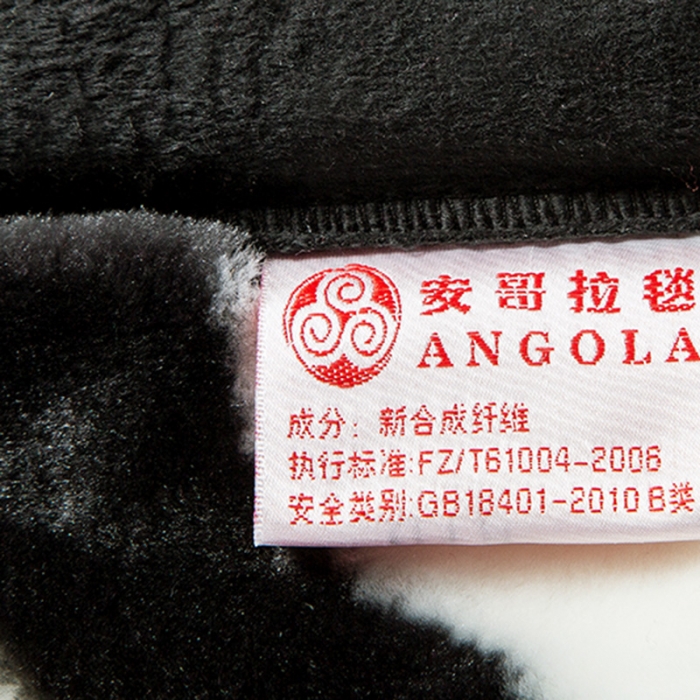 安哥拉毯
ANGOLA
成分：新合成纤维
执行标准:FZ/T61004-2006
安全类别:GB18401-2010 B类